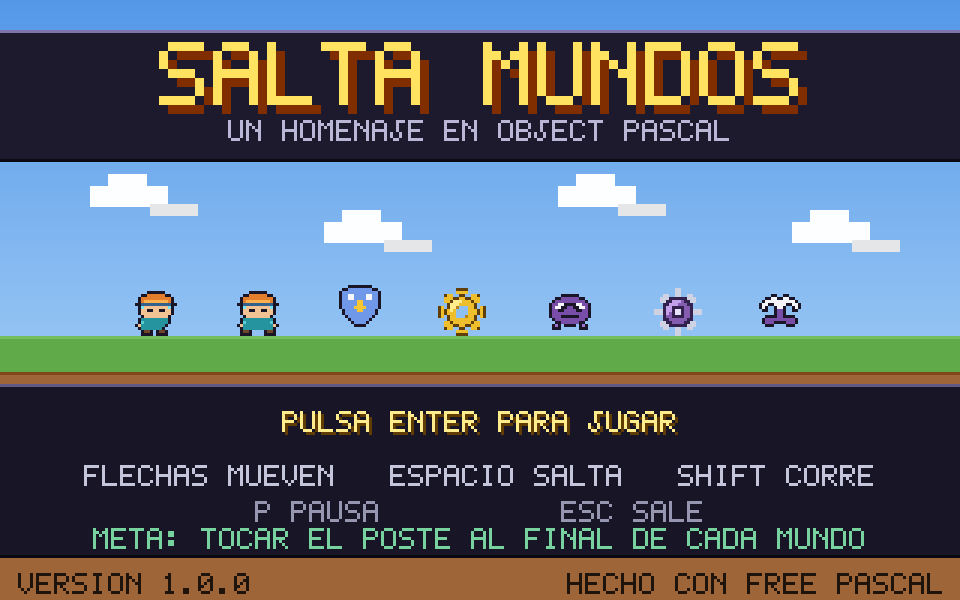 SALTA MUNDOS
UN HOMENAJE EN OBJECT PASCAL
PULSA ENTER PARA JUGAR
FLECHAS MUEVEN ESPACIO SALTA SHIFT CORRE
P PAUSA ESC SALE
META: TOCAR EL POSTE AL FINAL DE CADA MUNDO
VERSION 1.0.0 HECHO CON FREE PASCAL